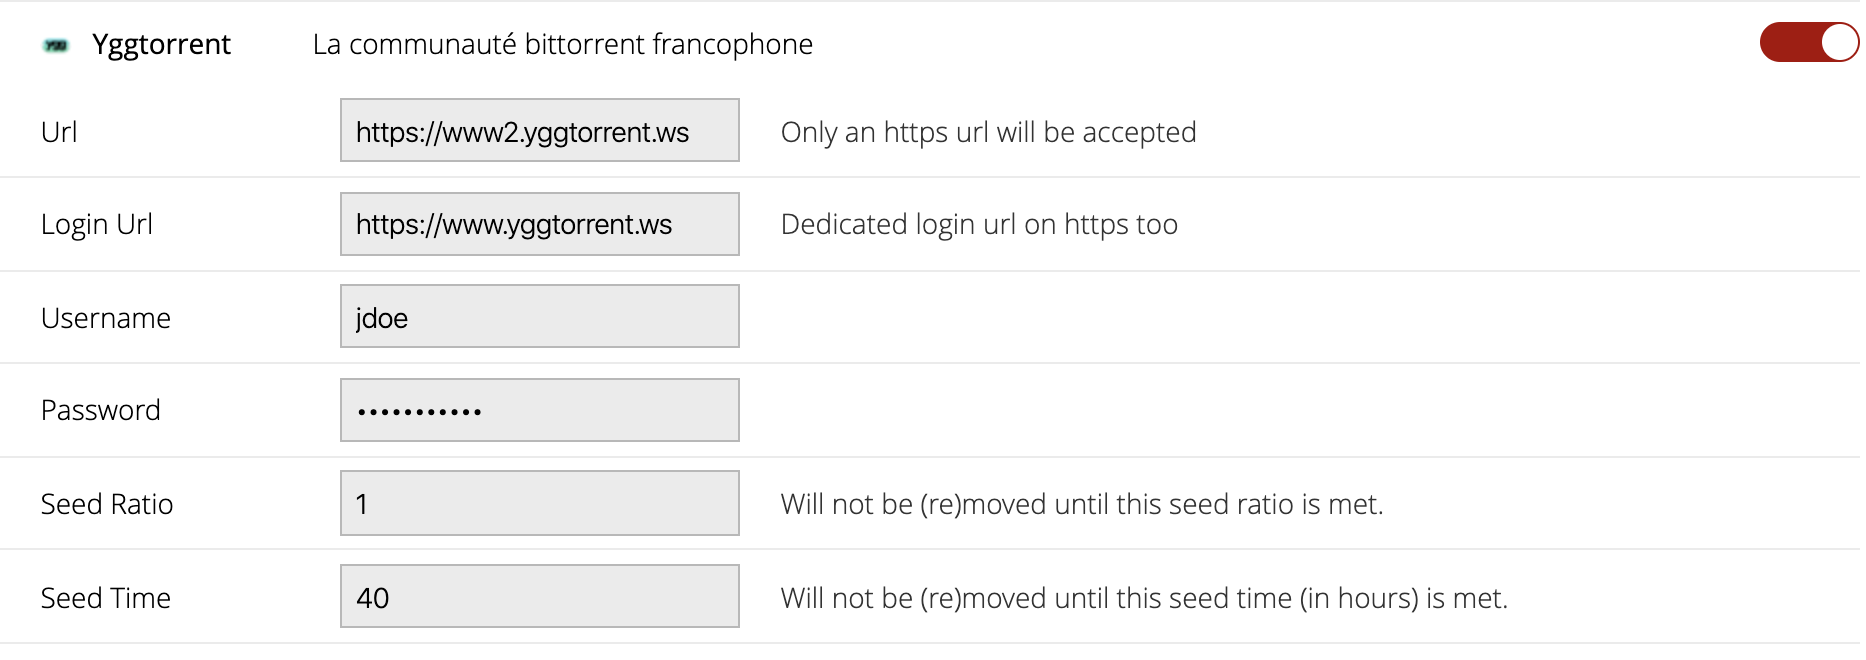 YGG Yggtorrent La communauté bittorrent francophone
Url https://www2.yggtorrent.ws Only an https url will be accepted
Login Url https://www.yggtorrent.ws Dedicated login url on https too
Username jdoe
Password •••••••••••
Seed Ratio 1 Will not be (re)moved until this seed ratio is met.
Seed Time 40 Will not be (re)moved until this seed time (in hours) is met.